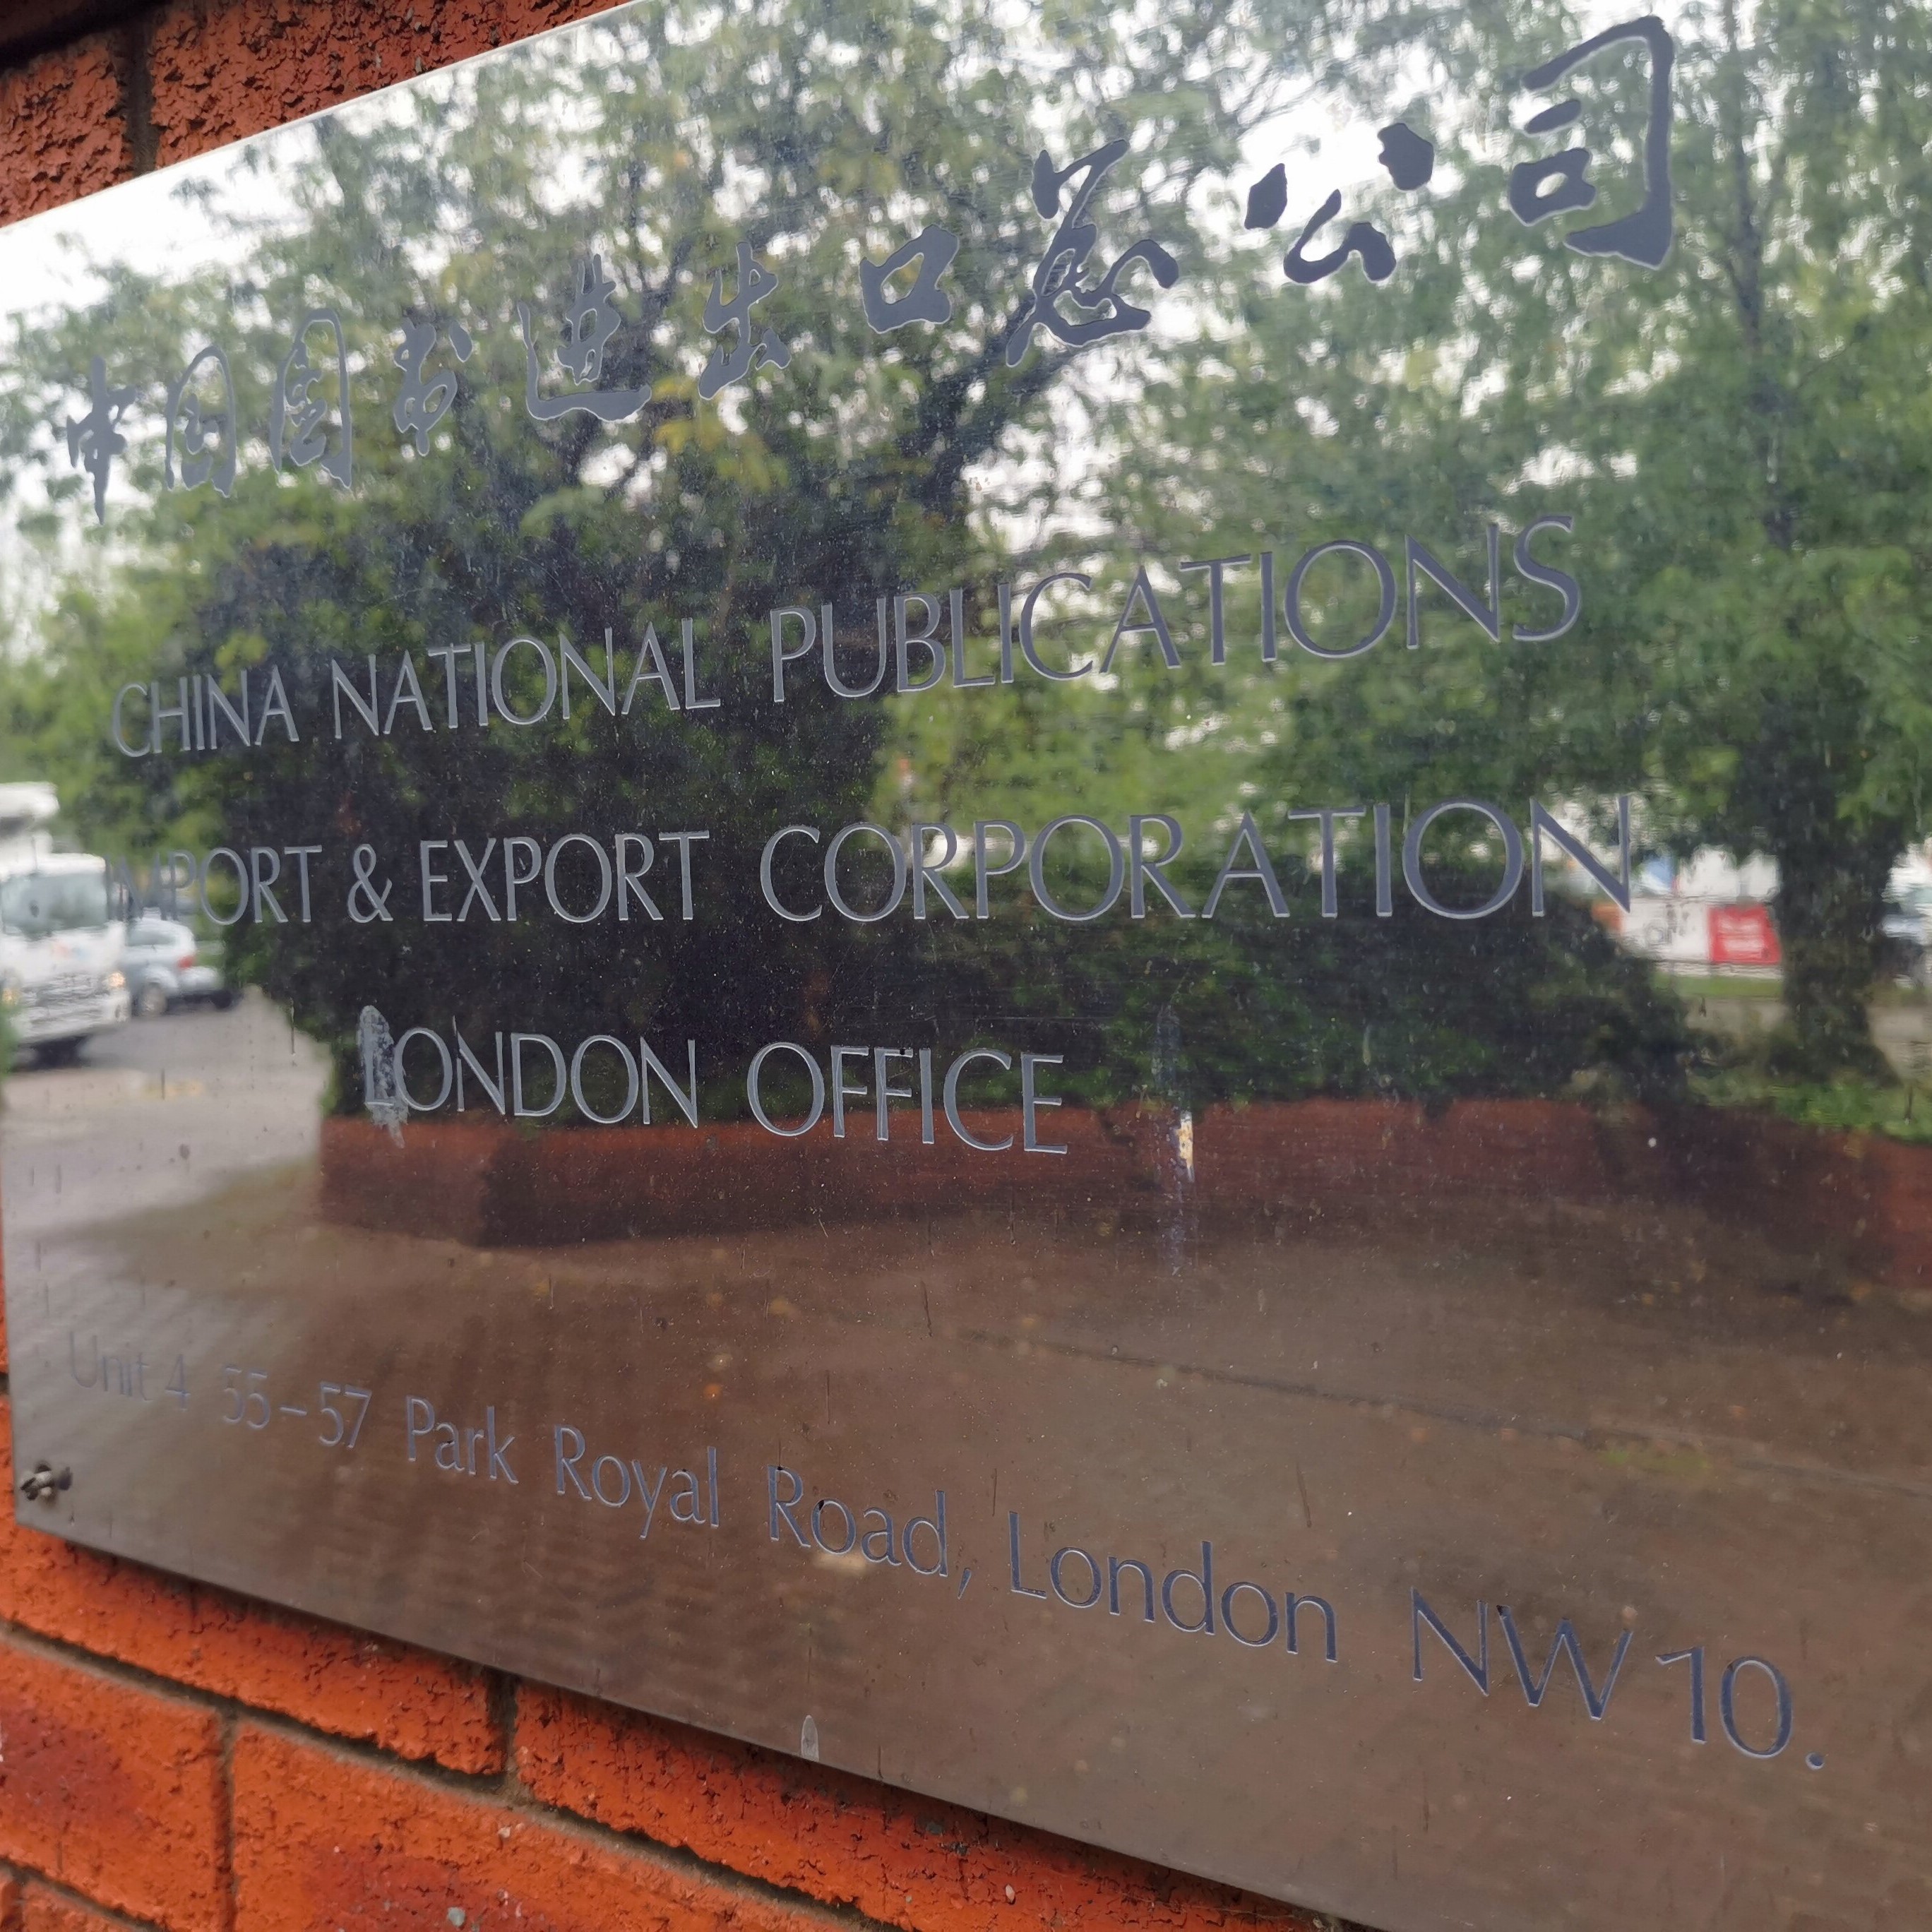 中国图书进出口总公司
CHINA NATIONAL PUBLICATIONS
IMPORT & EXPORT CORPORATION
LONDON OFFICE
Unit 4 55-57 Park Royal Road, London NW10.